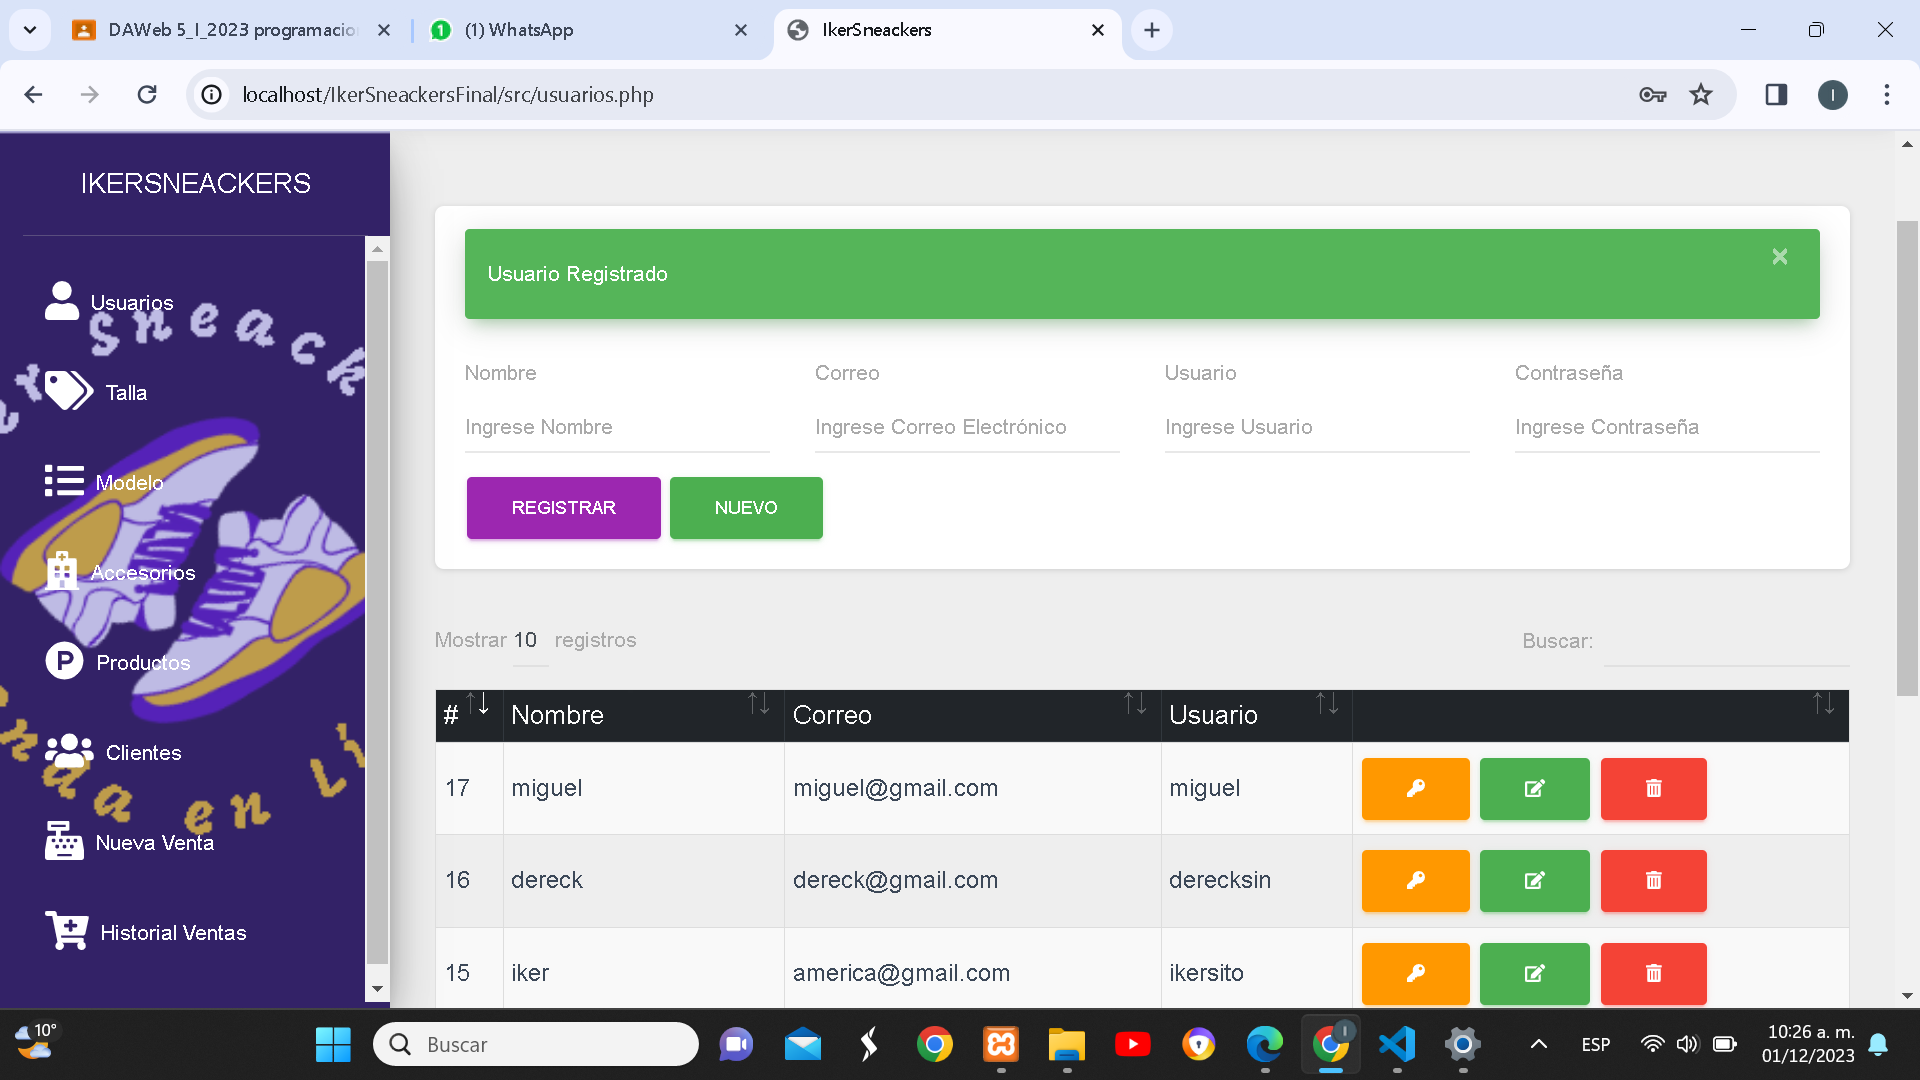 DAWeb 5_I_2023 programacio
(1) WhatsApp
IkerSneackers
localhost/IkerSneackersFinal/src/usuarios.php
I
IKERSNEACKERS
Usuarios
Talla
Modelo
Accesorios
Productos
Clientes
Nueva Venta
Historial Ventas
Usuario Registrado
×
Nombre Correo Usuario Contraseña
Ingrese Nombre Ingrese Correo Electrónico Ingrese Usuario Ingrese Contraseña
REGISTRAR NUEVO
Mostrar 10 registros Buscar:
# Nombre Correo Usuario
17 miguel miguel@gmail.com miguel
16 dereck dereck@gmail.com derecksin
15 iker america@gmail.com ikersito
10°
Buscar
ESP
10:26 a. m.
01/12/2023